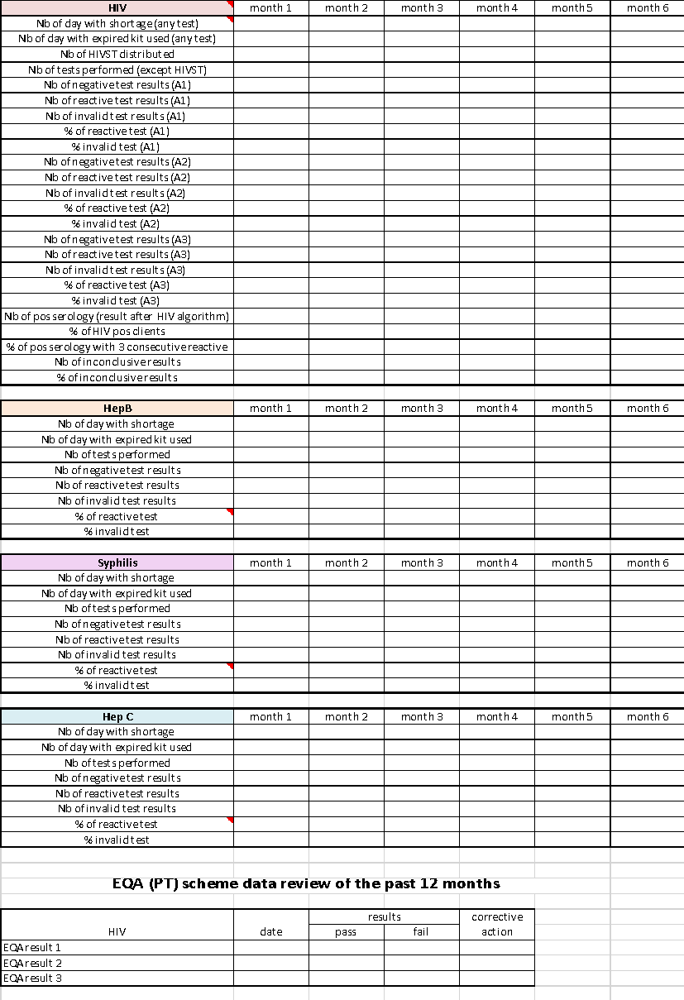 HIV month 1 month 2 month 3 month 4 month 5 month 6
Nb of day with shortage (any test)
Nb of day with expired kit used (any test)
Nb of HIVST distributed
Nb of tests performed (except HIVST)
Nb of negative test results (A1)
Nb of reactive test results (A1)
Nb of invalid test results (A1)
% of reactive test (A1)
% invalid test (A1)
Nb of negative test results (A2)
Nb of reactive test results (A2)
Nb of invalid test results (A2)
% of reactive test (A2)
% invalid test (A2)
Nb of negative test results (A3)
Nb of reactive test results (A3)
Nb of invalid test results (A3)
% of reactive test (A3)
% invalid test (A3)
Nb of pos serology (result after HIV algorithm)
% of HIV pos clients
% of pos serology with 3 consecutive reactive
Nb of inconclusive results
% of inconclusive results
HepB month 1 month 2 month 3 month 4 month 5 month 6
Nb of day with shortage
Nb of day with expired kit used
Nb of tests performed
Nb of negative test results
Nb of reactive test results
Nb of invalid test results
% of reactive test
% invalid test
Syphilis month 1 month 2 month 3 month 4 month 5 month 6
Nb of day with shortage
Nb of day with expired kit used
Nb of tests performed
Nb of negative test results
Nb of reactive test results
Nb of invalid test results
% of reactive test
% invalid test
Hep C month 1 month 2 month 3 month 4 month 5 month 6
Nb of day with shortage
Nb of day with expired kit used
Nb of tests performed
Nb of negative test results
Nb of reactive test results
Nb of invalid test results
% of reactive test
% invalid test
EQA (PT) scheme data review of the past 12 months
results corrective
HIV date pass fail action
EQA result 1
EQA result 2
EQA result 3